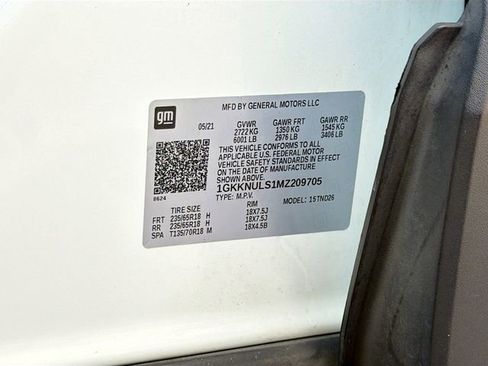 gm
MFD BY GENERAL MOTORS LLC
05/21 GVWR GAWR FRT GAWR RR
2722 KG 1350 KG 1545 KG
6001 LB 2976 LB 3406 LB
THIS VEHICLE CONFORMS TO ALL
APPLICABLE U.S. FEDERAL MOTOR
VEHICLE SAFETY STANDARDS IN EFFECT
ON THE DATE OF MANUFACTURE
SHOWN ABOVE.
1GKKNULS1MZ209705
8624 TYPE: M.P.V. MODEL: 1STND26
TIRE SIZE RIM
FRT 235/65R18 H 18X7.5J
RR 235/65R18 H 18X7.5J
SPA T135/70R18 M 18X4.5B